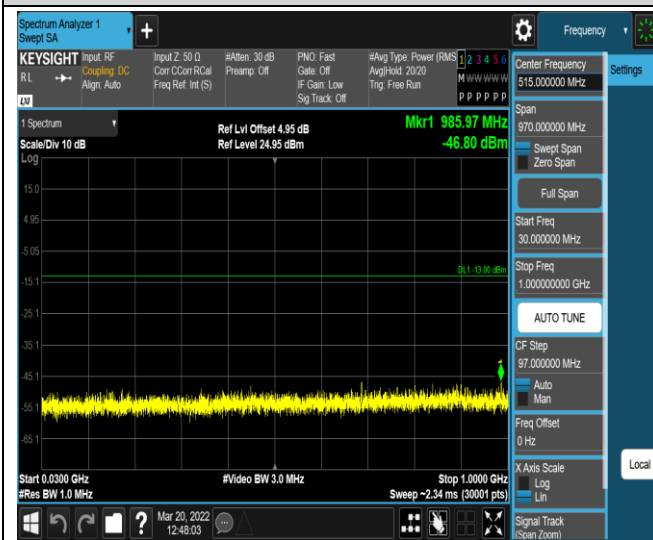 Spectrum Analyzer 1
Swept SA
+
Frequency
KEYSIGHT
RL
LXI
Input: RF
Coupling: DC
Align: Auto
Input Z: 50 Ω
Corr CCorr RCal
Freq Ref: Int (S)
#Atten: 30 dB
Preamp: Off
PNO: Fast
Gate: Off
IF Gain: Low
Sig Track: Off
#Avg Type: Power (RMS
Avg|Hold: 20/20
Trig: Free Run
1 2 3 4 5 6
M W W W W W
P P P P P P
1 Spectrum
Scale/Div 10 dB
Log
Ref Lvl Offset 4.95 dB
Ref Level 24.95 dBm
Mkr1 985.97 MHz
-46.80 dBm
15.0
4.95
-5.05
-15.1
-25.1
-35.1
-45.1
-55.1
-65.1
DL1 -13.00 dBm
1
Start 0.0300 GHz
#Res BW 1.0 MHz
#Video BW 3.0 MHz
Stop 1.0000 GHz
Sweep ~2.34 ms (30001 pts)
?
Mar 20, 2022
12:48:03
Center Frequency
515.000000 MHz
Span
970.000000 MHz
Swept Span
Zero Span
Full Span
Start Freq
30.000000 MHz
Stop Freq
1.000000000 GHz
AUTO TUNE
CF Step
97.000000 MHz
Auto
Man
Freq Offset
0 Hz
X Axis Scale
Log
Lin
Signal Track
(Span Zoom)
Settings
Local